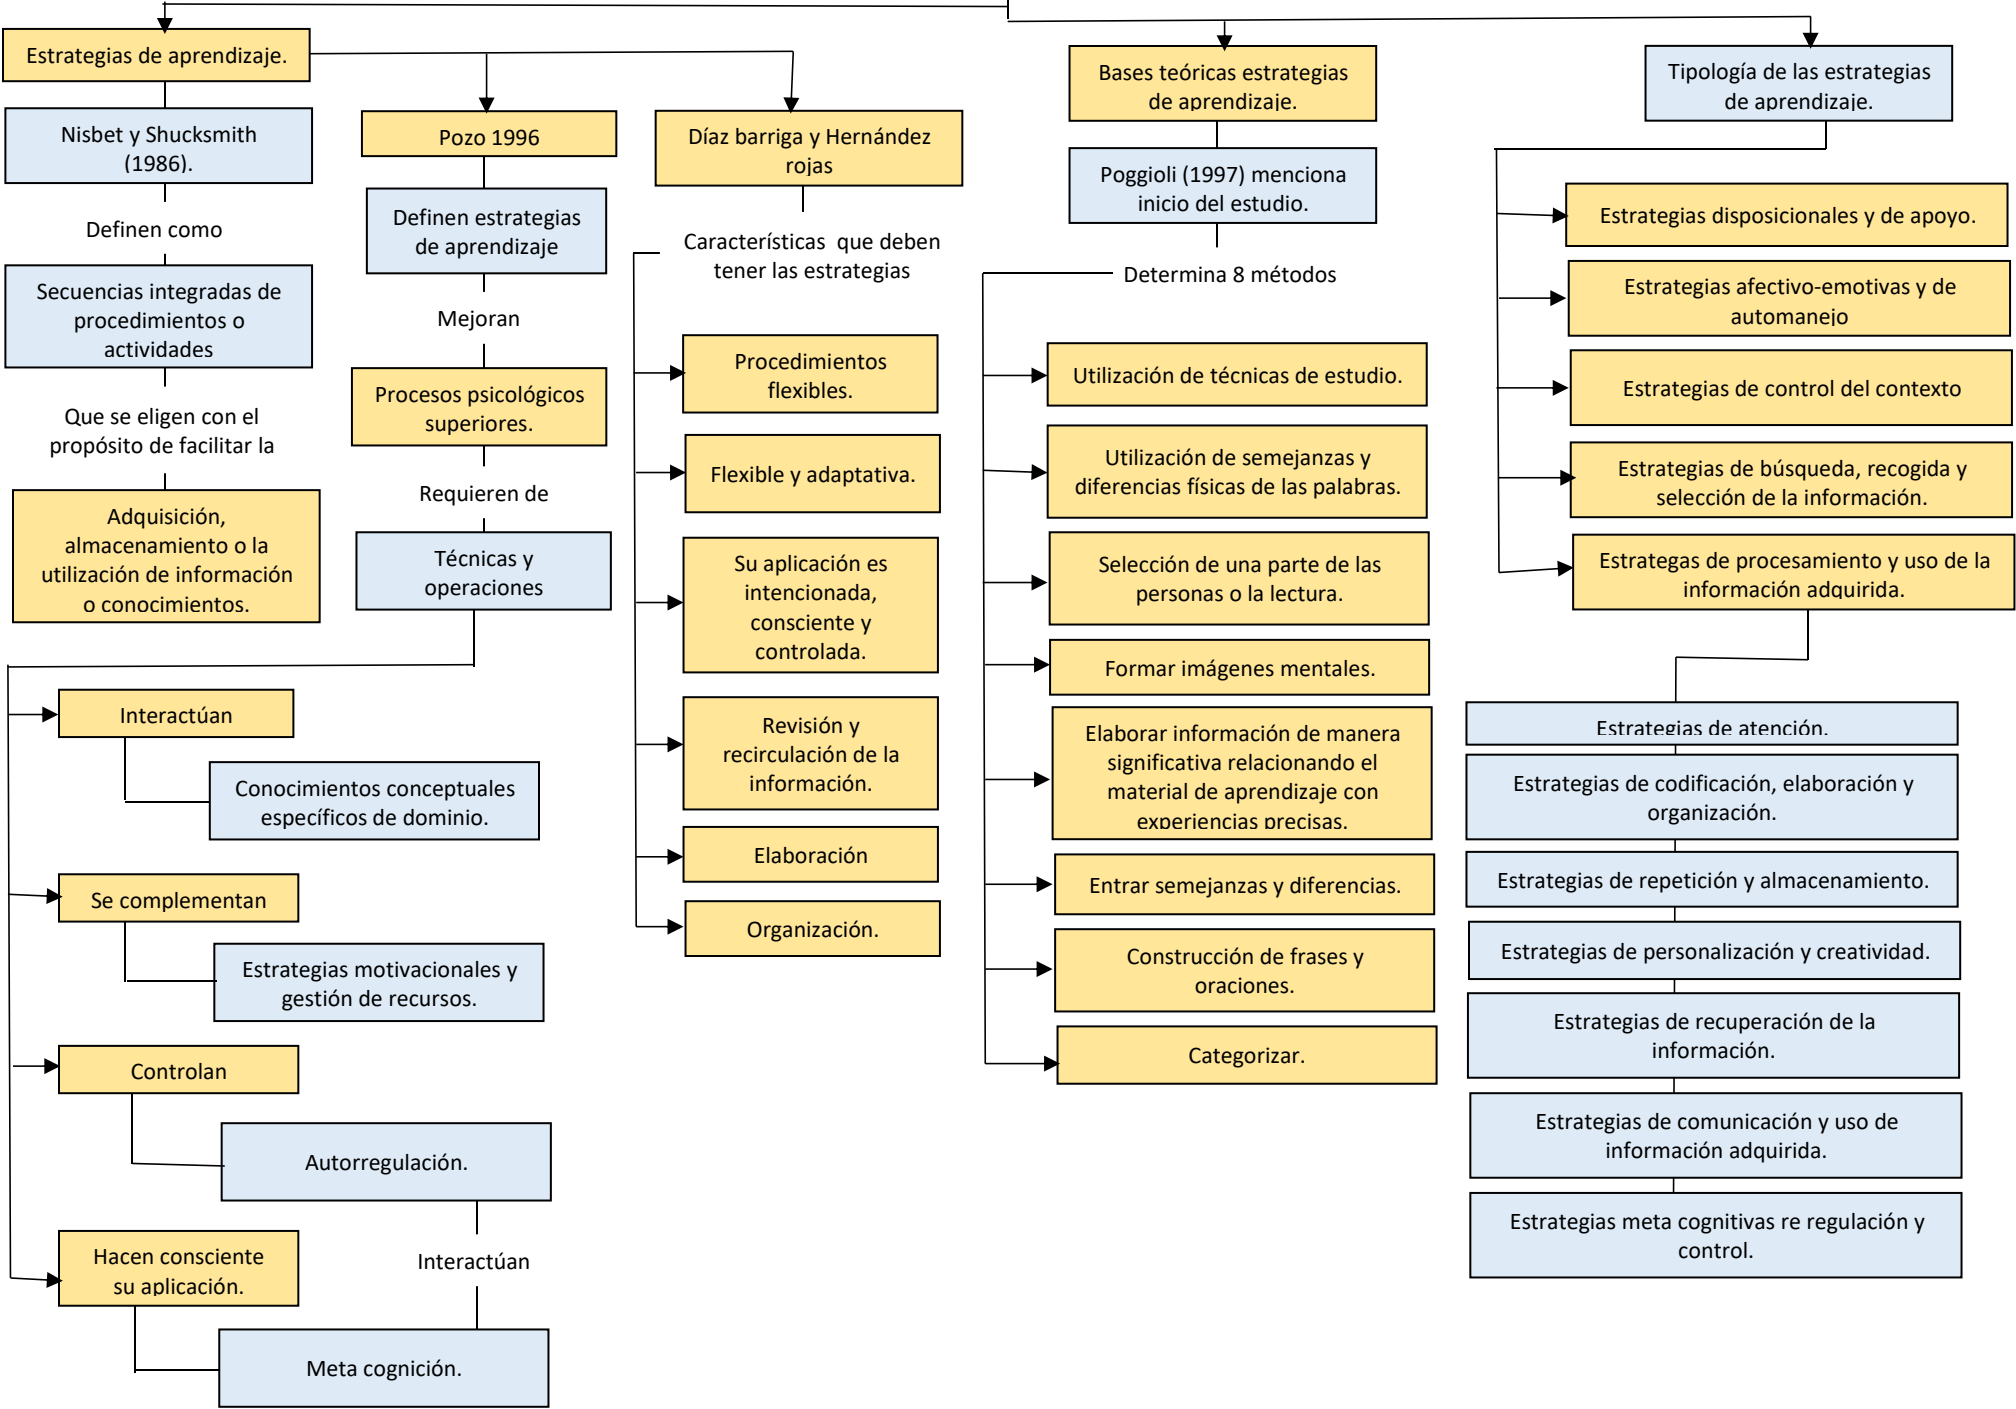 Estrategias de aprendizaje.
Nisbet y Shucksmith
(1986).
Definen como
Secuencias integradas de
procedimientos o
actividades
Que se eligen con el
propósito de facilitar la
Adquisición,
almacenamiento o la
utilización de información
o conocimientos.
Pozo 1996
Definen estrategias
de aprendizaje
Mejoran
Procesos psicológicos
superiores.
Requieren de
Técnicas y
operaciones
Interactúan
Conocimientos conceptuales
específicos de dominio.
Se complementan
Estrategias motivacionales y
gestión de recursos.
Controlan
Autorregulación.
Interactúan
Hacen consciente
su aplicación.
Meta cognición.
Díaz barriga y Hernández
rojas
Características  que deben
tener las estrategias
Procedimientos
flexibles.
Flexible y adaptativa.
Su aplicación es
intencionada,
consciente y
controlada.
Revisión y
recirculación de la
información.
Elaboración
Organización.
Bases teóricas estrategias
de aprendizaje.
Poggioli (1997) menciona
inicio del estudio.
Determina 8 métodos
Utilización de técnicas de estudio.
Utilización de semejanzas y
diferencias físicas de las palabras.
Selección de una parte de las
personas o la lectura.
Formar imágenes mentales.
Elaborar información de manera
significativa relacionando el
material de aprendizaje con
experiencias precisas.
Entrar semejanzas y diferencias.
Construcción de frases y
oraciones.
Categorizar.
Tipología de las estrategias
de aprendizaje.
Estrategias disposicionales y de apoyo.
Estrategias afectivo-emotivas y de
automanejo
Estrategias de control del contexto
Estrategias de búsqueda, recogida y
selección de la información.
Estrategas de procesamiento y uso de la
información adquirida.
Estrategias de atención.
Estrategias de codificación, elaboración y
organización.
Estrategias de repetición y almacenamiento.
Estrategias de personalización y creatividad.
Estrategias de recuperación de la
información.
Estrategias de comunicación y uso de
información adquirida.
Estrategias meta cognitivas re regulación y
control.